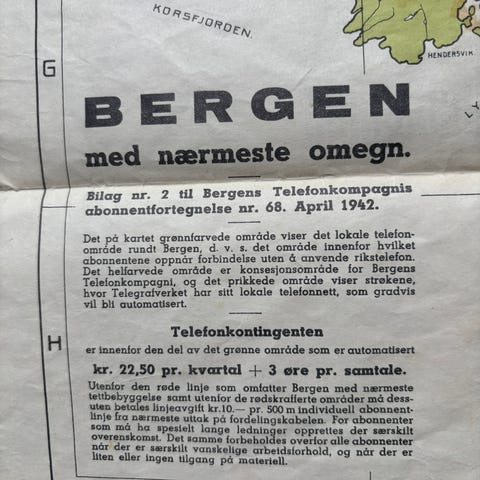 KORSFJORDEN.
HENDERSVIK.
G
BERGEN
med nærmeste omegn.
Bilag nr. 2 til Bergens Telefonkompagnis
abonnentfortegnelse nr. 68. April 1942.
Det på kartet grønnfarvede område viser det lokale telefon-
område rundt Bergen, d. v. s. det område innenfor hvilket
abonnentene oppnår forbindelse uten å anvende rikstelefon.
Det helfarvede område er konsesjonsområde for Bergens
Telefonkompagni, og det prikkede område viser strøkene,
hvor Telegrafverket har sitt lokale telefonnett, som gradvis
vil bli automatisert.
H
Telefonkontingenten
er innenfor den del av det grønne område som er automatisert
kr. 22,50 pr. kvartal + 3 øre pr. samtale.
Utenfor den røde linje som omfatter Bergen med nærmeste
tettbebyggelse samt utenfor de rødskrafferte områder må dess-
uten betales linjeavgift kr.10.— pr. 500 m individuell abonnent-
linje fra nærmeste uttak på fordelingskabelen. For abonnenter
som må ha spesielt lange ledninger opprettes der særskilt
overenskomst. Det samme forbeholdes overfor alle abonnenter
når der er særskilt vanskelige arbeidsforhold, og når der er
liten eller ingen tilgang på materiell.